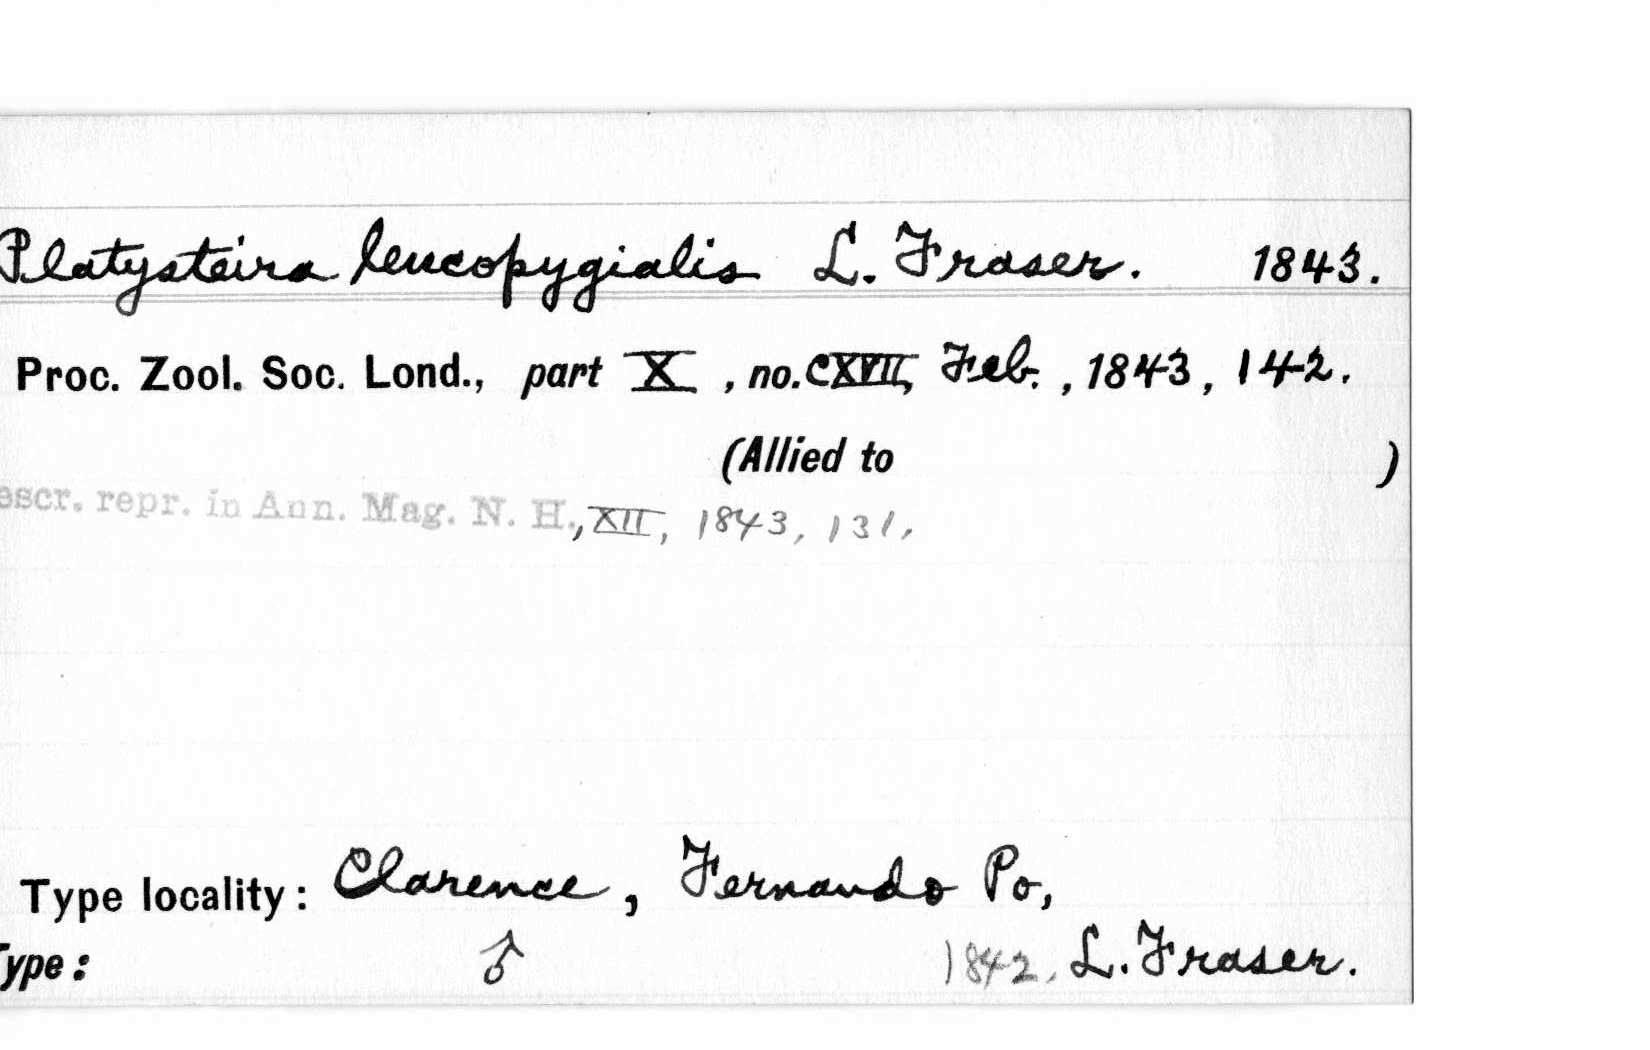 Platysteira leucopygialis L. Fraser. 1843.
Proc. Zool. Soc. Lond., part X, no. CXVII, Feb., 1843, 142.
(Allied to )
escr. repr. in Ann. Mag. N. H., XII, 1843, 131.
Type locality: Clarence, Fernando Po,
Type: ♂ 1842, L. Fraser.